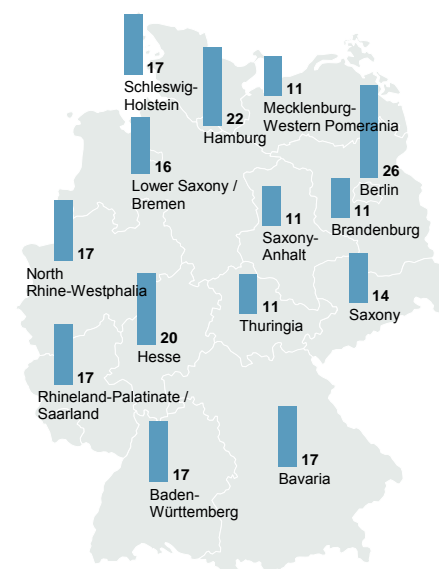 17
Schleswig-
Holstein
22
Hamburg
11
Mecklenburg-
Western Pomerania
16
Lower Saxony /
Bremen
26
Berlin
11
Brandenburg
11
Saxony-
Anhalt
17
North
Rhine-Westphalia
14
Saxony
11
Thuringia
20
Hesse
17
Rhineland-Palatinate /
Saarland
17
Baden-
Württemberg
17
Bavaria